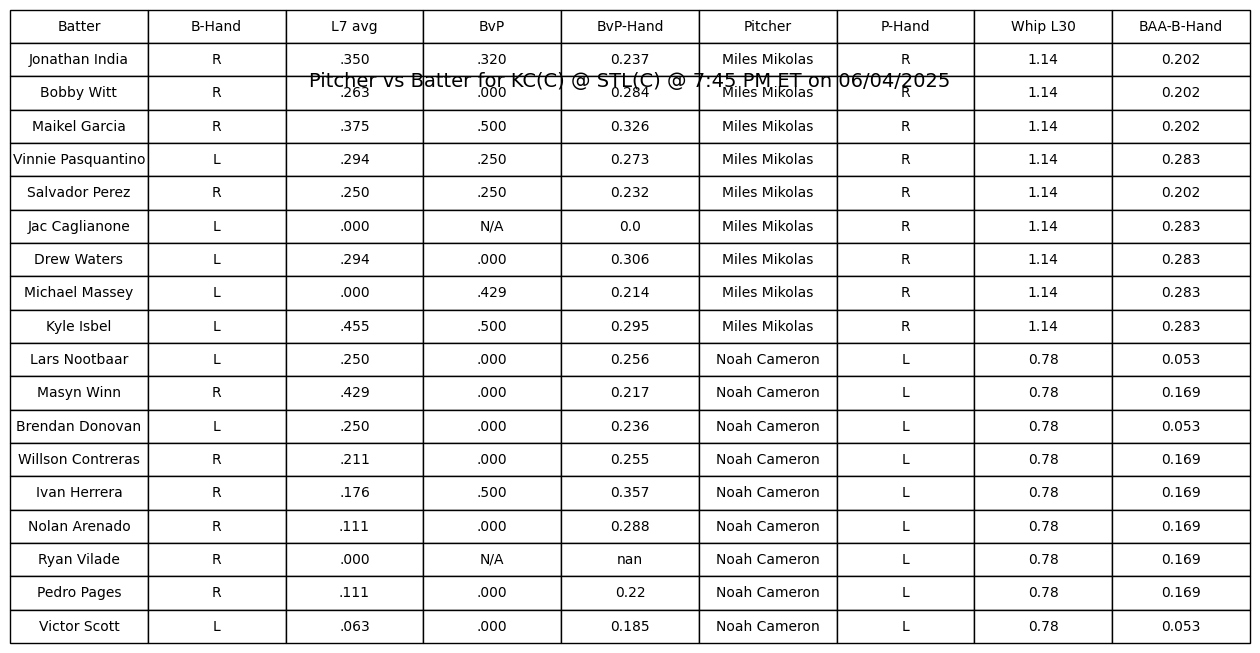 Batter B-Hand L7 avg BvP BvP-Hand Pitcher P-Hand Whip L30 BAA-B-Hand
Jonathan India R .350 .320 0.237 Miles Mikolas R 1.14 0.202
Pitcher vs Batter for KC(C) @ STL(C) @ 7:45 PM ET on 06/04/2025
Bobby Witt R .263 .000 0.284 Miles Mikolas R 1.14 0.202
Maikel Garcia R .375 .500 0.326 Miles Mikolas R 1.14 0.202
Vinnie Pasquantino L .294 .250 0.273 Miles Mikolas R 1.14 0.283
Salvador Perez R .250 .250 0.232 Miles Mikolas R 1.14 0.202
Jac Caglianone L .000 N/A 0.0 Miles Mikolas R 1.14 0.283
Drew Waters L .294 .000 0.306 Miles Mikolas R 1.14 0.283
Michael Massey L .000 .429 0.214 Miles Mikolas R 1.14 0.283
Kyle Isbel L .455 .500 0.295 Miles Mikolas R 1.14 0.283
Lars Nootbaar L .250 .000 0.256 Noah Cameron L 0.78 0.053
Masyn Winn R .429 .000 0.217 Noah Cameron L 0.78 0.169
Brendan Donovan L .250 .000 0.236 Noah Cameron L 0.78 0.053
Willson Contreras R .211 .000 0.255 Noah Cameron L 0.78 0.169
Ivan Herrera R .176 .500 0.357 Noah Cameron L 0.78 0.169
Nolan Arenado R .111 .000 0.288 Noah Cameron L 0.78 0.169
Ryan Vilade R .000 N/A nan Noah Cameron L 0.78 0.169
Pedro Pages R .111 .000 0.22 Noah Cameron L 0.78 0.169
Victor Scott L .063 .000 0.185 Noah Cameron L 0.78 0.053